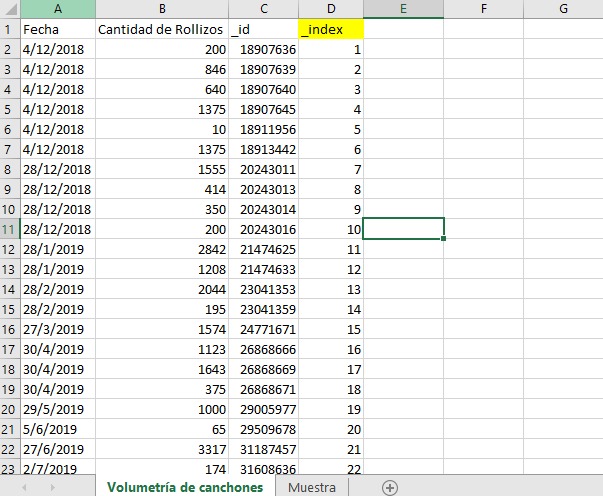 A B C D E F G
1 Fecha Cantidad de Rollizos _id _index
2 4/12/2018 200 18907636 1
3 4/12/2018 846 18907639 2
4 4/12/2018 640 18907640 3
5 4/12/2018 1375 18907645 4
6 4/12/2018 10 18911956 5
7 4/12/2018 1375 18913442 6
8 28/12/2018 1555 20243011 7
9 28/12/2018 414 20243013 8
10 28/12/2018 350 20243014 9
11 28/12/2018 200 20243016 10
12 28/1/2019 2842 21474625 11
13 28/1/2019 1208 21474633 12
14 28/2/2019 2044 23041353 13
15 28/2/2019 195 23041359 14
16 27/3/2019 1574 24771671 15
17 30/4/2019 1123 26868666 16
18 30/4/2019 1643 26868669 17
19 30/4/2019 375 26868671 18
20 29/5/2019 1000 29005977 19
21 5/6/2019 65 29509678 20
22 27/6/2019 3317 31187457 21
23 2/7/2019 174 31608636 22
Volumetría de canchones Muestra